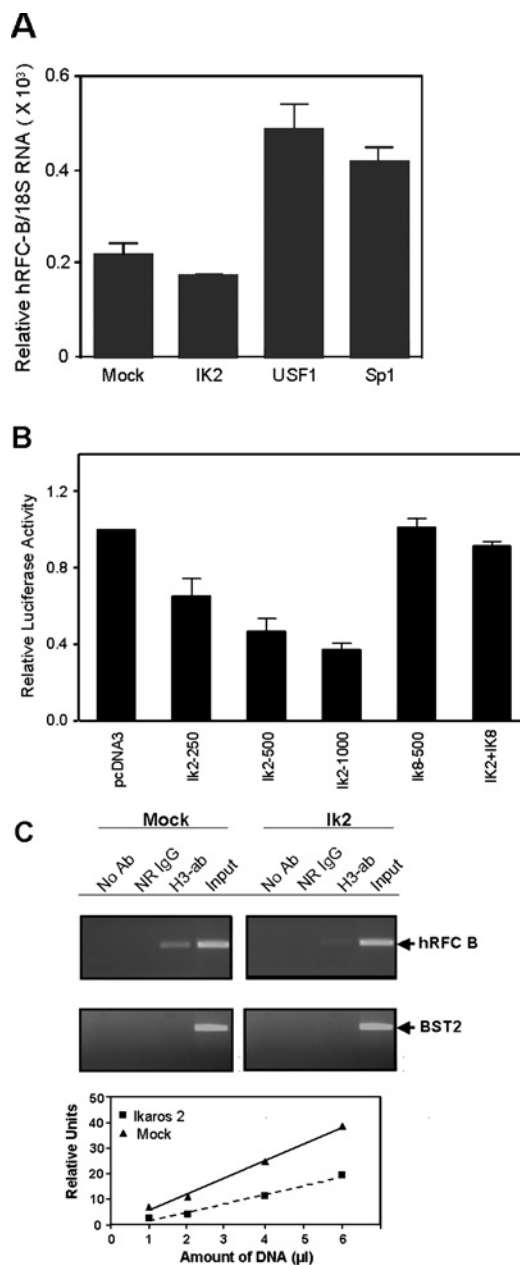 A
Relative hRFC-B/18S RNA ( X 10³)
0.6
0.4
0.2
0
Mock IK2 USF1 Sp1
B
Relative Luciferase Activity
1.2
0.8
0.4
0.0
pcDNA3 Ik2-250 Ik2-500 Ik2-1000 Ik8-500 IK2+IK8
C
Mock Ik2
No Ab NR IgG H3-ab Input No Ab NR IgG H3-ab Input
hRFC B
BST2
Relative Units
50
40
30
20
10
0
Ikaros 2
Mock
0 1 2 3 4 5 6
Amount of DNA (µl)